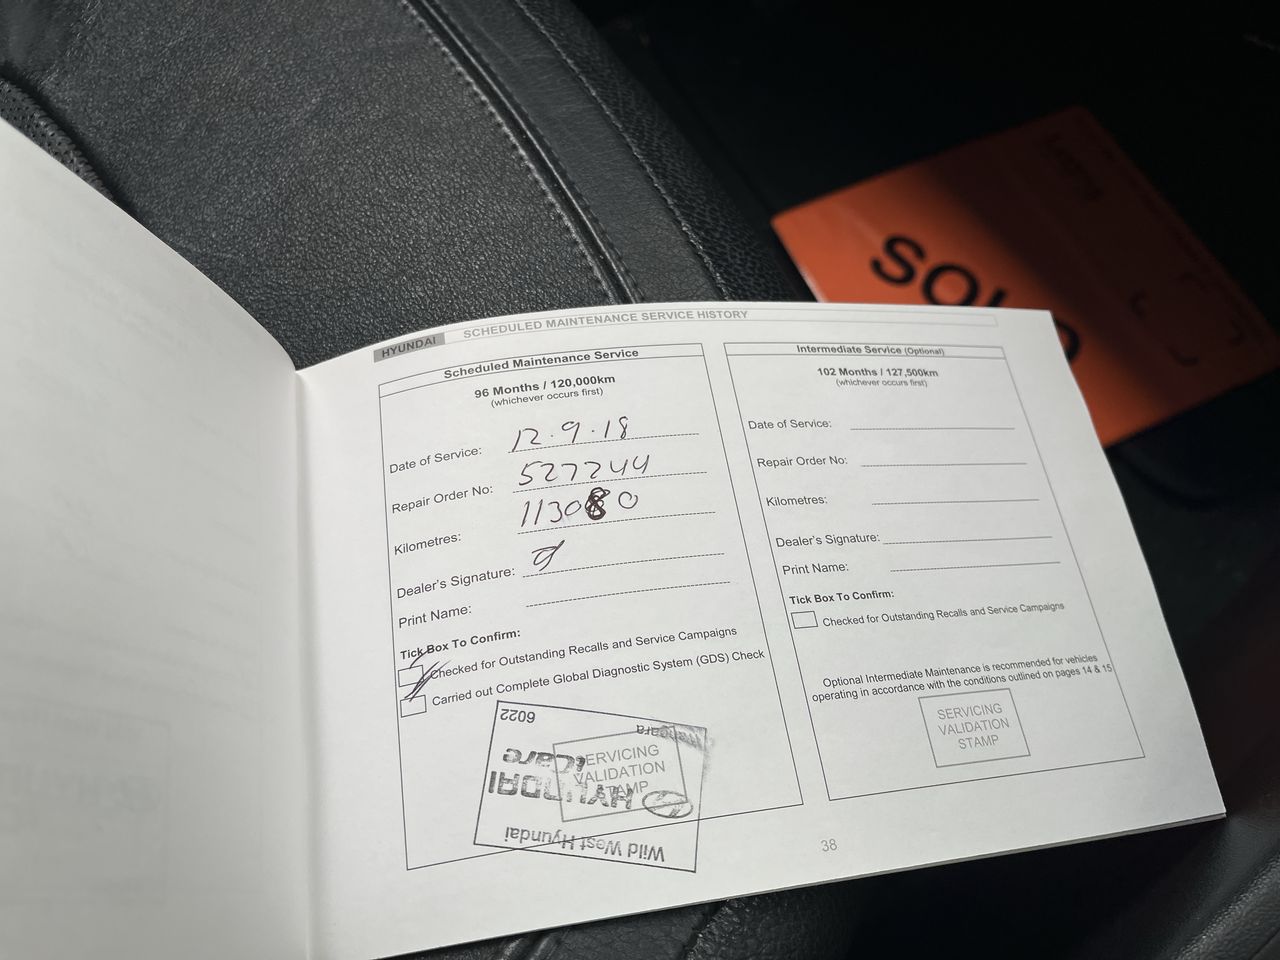 SOLD
HYUNDAI SCHEDULED MAINTENANCE SERVICE HISTORY
Scheduled Maintenance Service
96 Months / 120,000km
(whichever occurs first)
Date of Service: 12.9.18
Repair Order No: 527244
Kilometres: 113080
Dealer's Signature:
Print Name:
Tick Box To Confirm:
Checked for Outstanding Recalls and Service Campaigns
Carried out Complete Global Diagnostic System (GDS) Check
SERVICING
VALIDATION
STAMP
Wild West Hyundai
HYUNDAI
iCare
Wangara
6022
Intermediate Service (Optional)
102 Months / 127,500km
(whichever occurs first)
Date of Service:
Repair Order No:
Kilometres:
Dealer's Signature:
Print Name:
Tick Box To Confirm:
Checked for Outstanding Recalls and Service Campaigns
Optional Intermediate Maintenance is recommended for vehicles
operating in accordance with the conditions outlined on pages 14 & 15
SERVICING
VALIDATION
STAMP
38